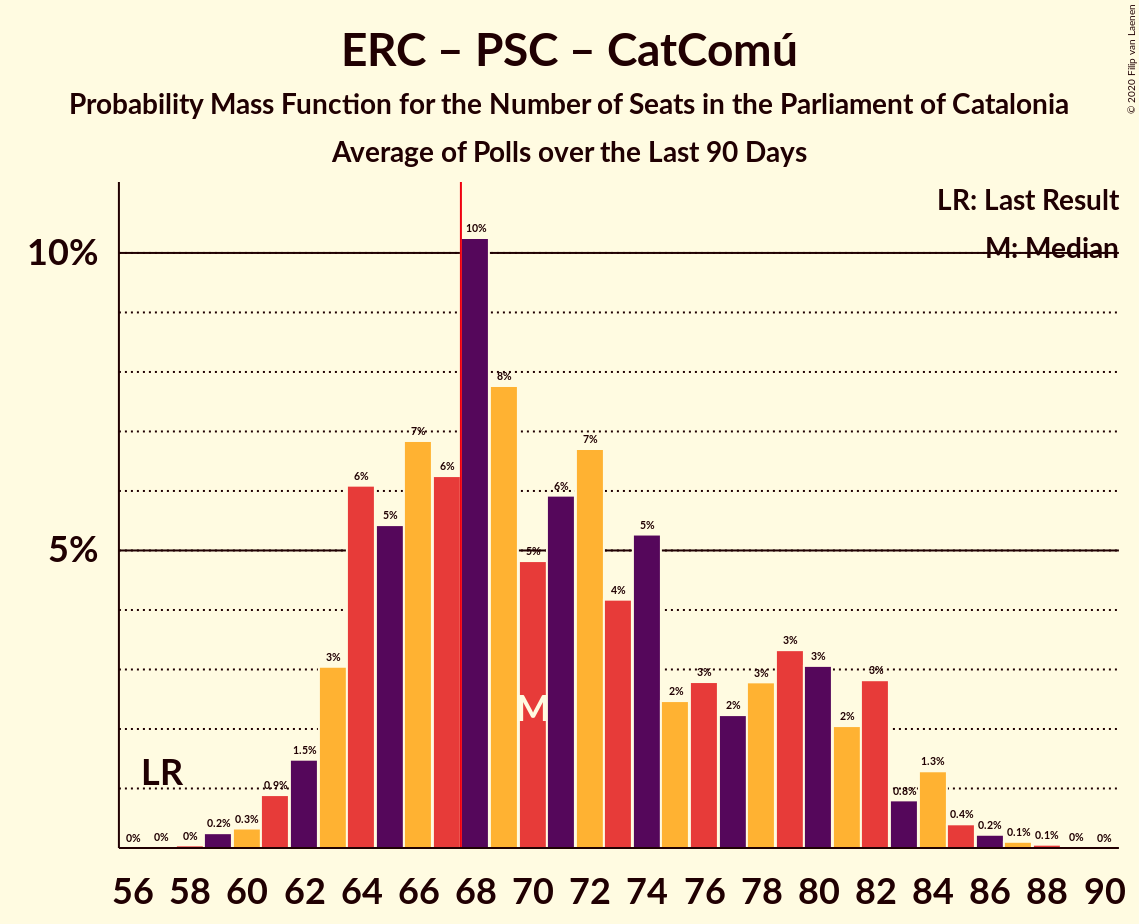 ERC – PSC – CatComú
Probability Mass Function for the Number of Seats in the Parliament of Catalonia
Average of Polls over the Last 90 Days
© 2020 Filip van Laenen
LR: Last Result
M: Median
10%
5%
0% 0% 0% 0.2% 0.3% 0.9% 1.5% 3% 6% 5% 7% 6% 10% 8% 5% 6% 7% 4% 5% 2% 3% 2% 3% 3% 3% 2% 3% 0.8% 1.3% 0.4% 0.2% 0.1% 0.1% 0% 0%
M
LR
56 58 60 62 64 66 68 70 72 74 76 78 80 82 84 86 88 90